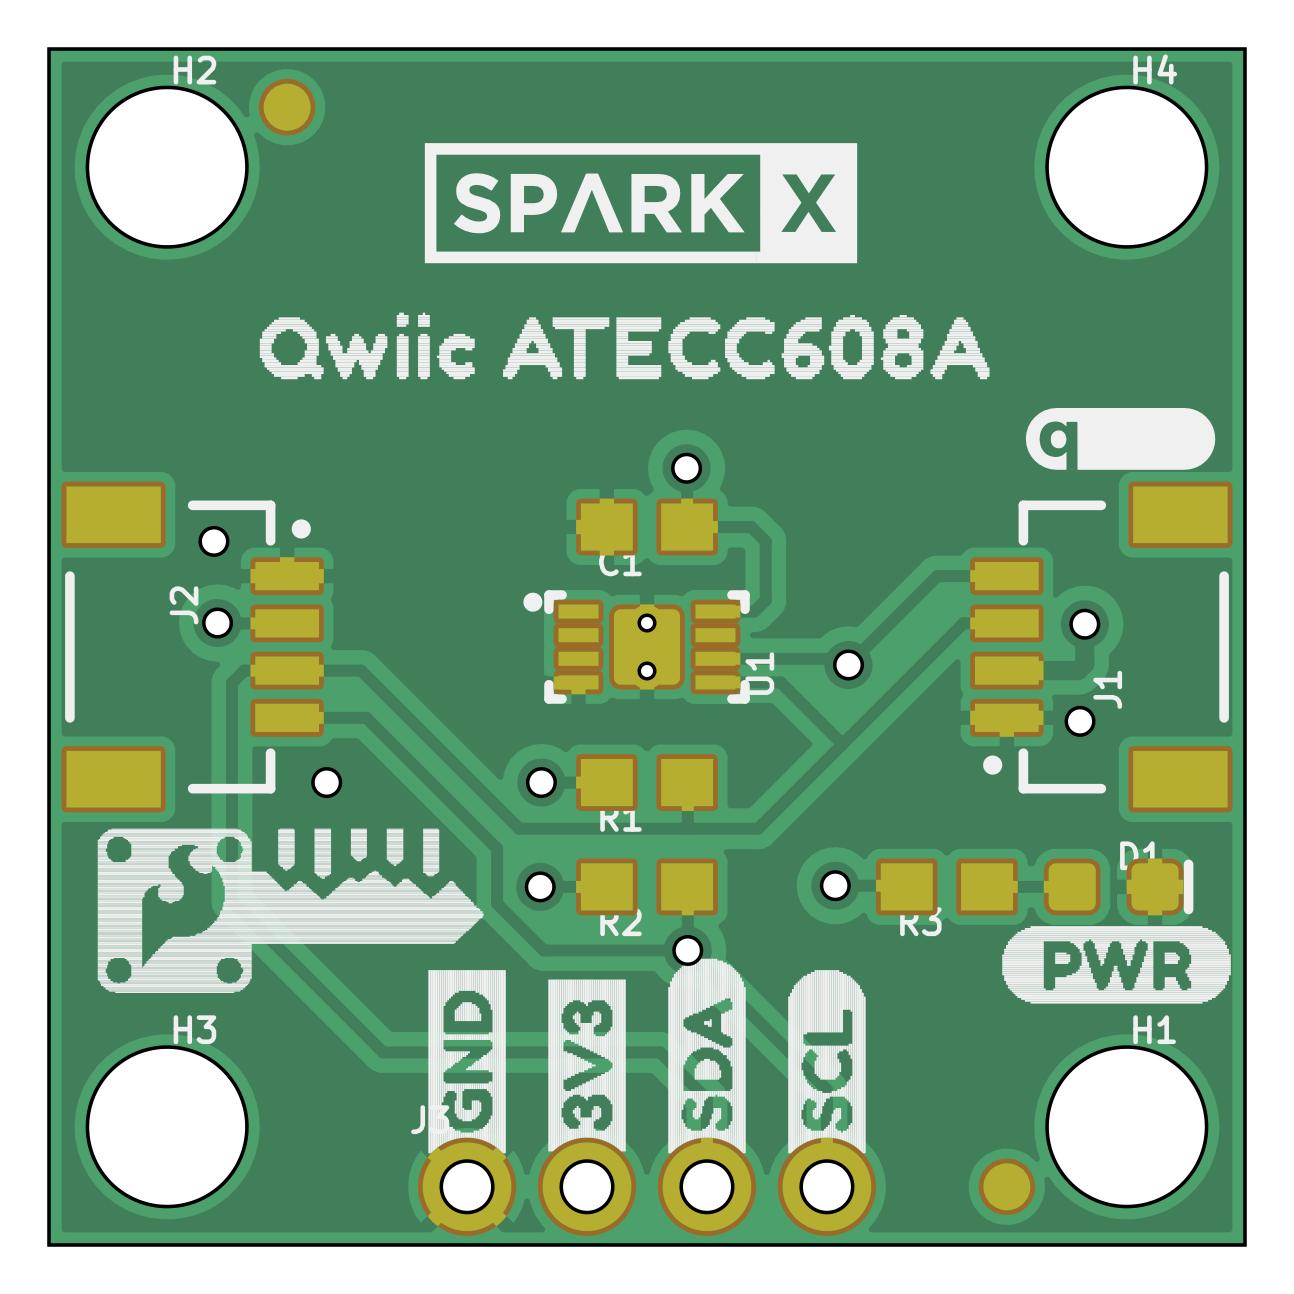 H2
H4
SPARK X
Qwiic ATECC608A
q
C1
J2
U1
J1
R1
D1
R2
R3
PWR
H3
H1
GND
3V3
SDA
SCL
J3